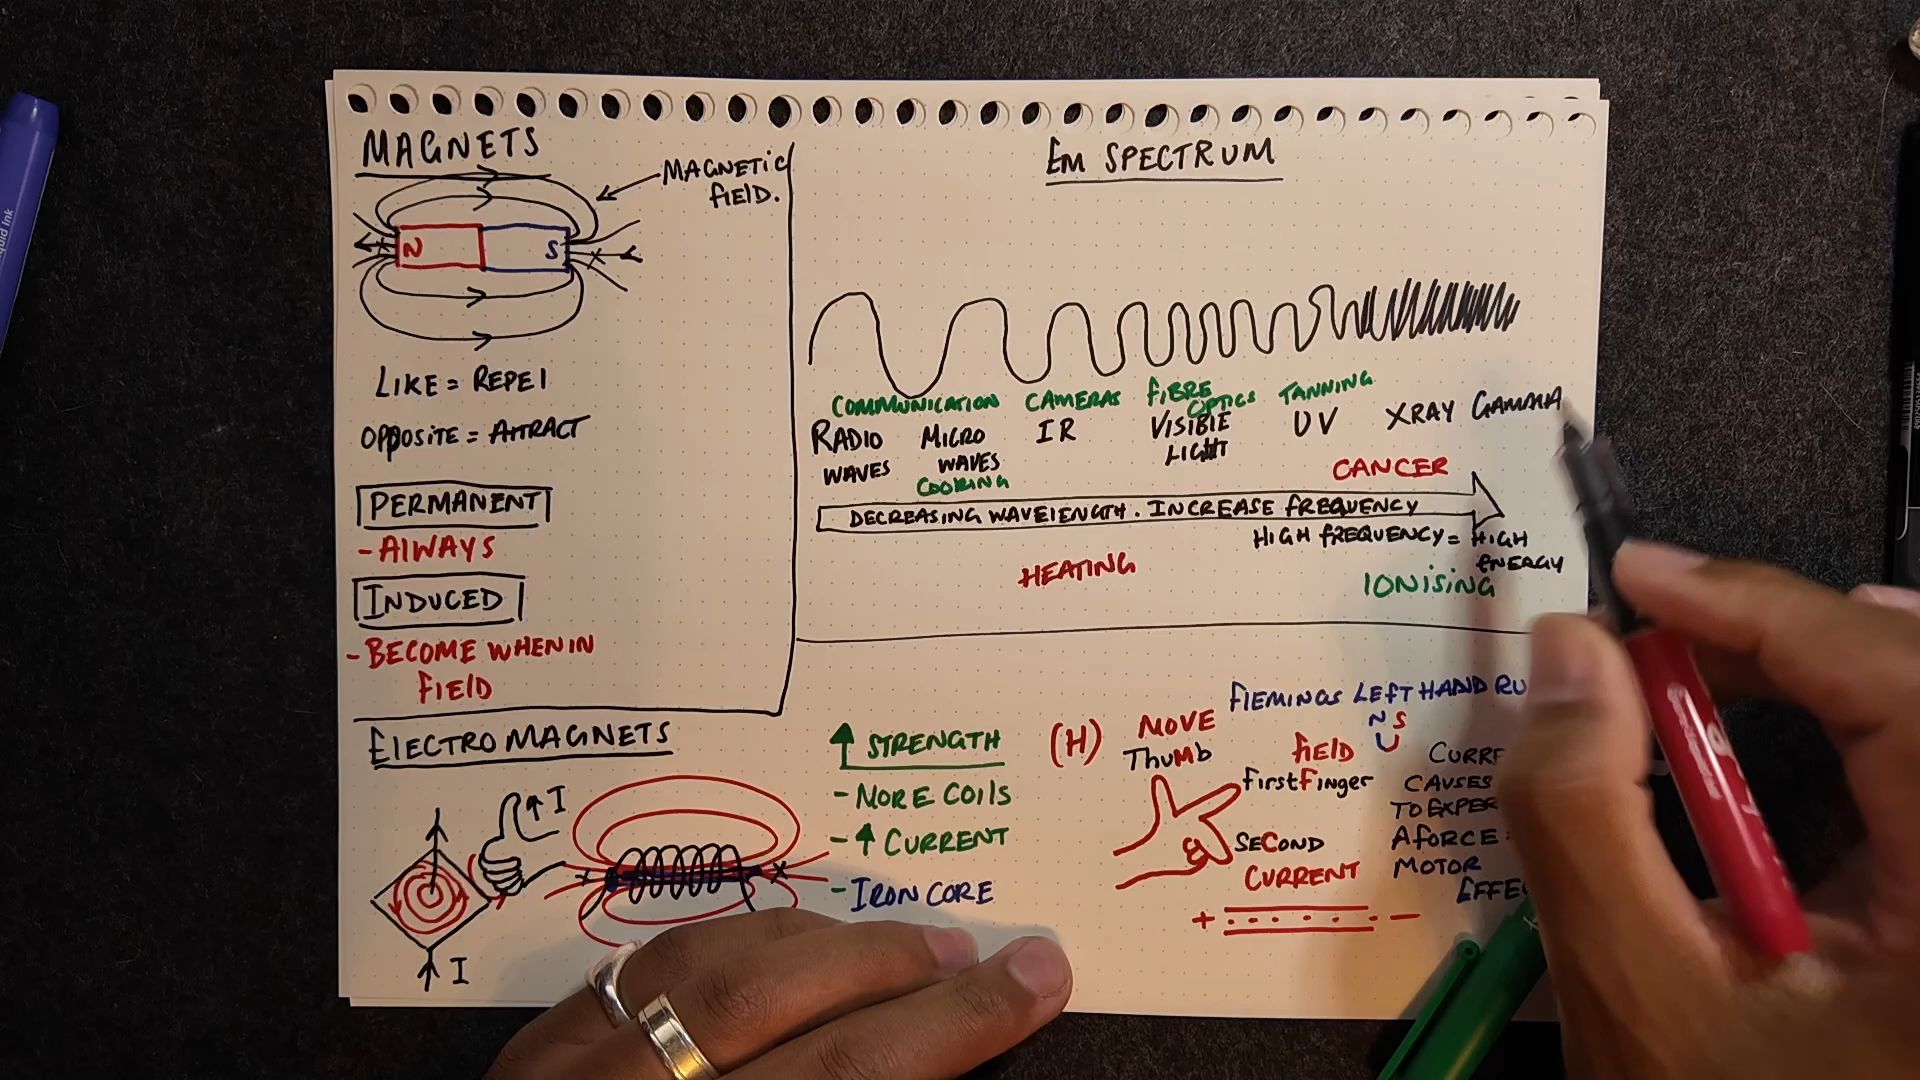 MAGNETS
MAGNETIC
FIELD.
N S
LIKE = REPEL
OPPOSITE = ATTRACT
PERMANENT
- ALWAYS
INDUCED
- BECOME WHEN IN
FIELD
EM SPECTRUM
COMMUNICATION CAMERAS FIBRE OPTICS TANNING
RADIO WAVES
MICRO WAVES
COOKING
IR
VISIBLE LIGHT
UV
XRAY GAMMA
CANCER
DECREASING WAVELENGTH. INCREASE FREQUENCY
HIGH FREQUENCY = HIGH
ENERGY
HEATING
IONISING
ELECTROMAGNETS
I
I
↑ STRENGTH
- MORE COILS
- ↑ CURRENT
- IRON CORE
(H)
FLEMINGS LEFT HAND RU
MOVE
Thumb
FIELD
First Finger
N S
SECOND
CURRENT
+ -
CURRE
CAUSES
TO EXPER
A FORCE =
MOTOR
EFFE